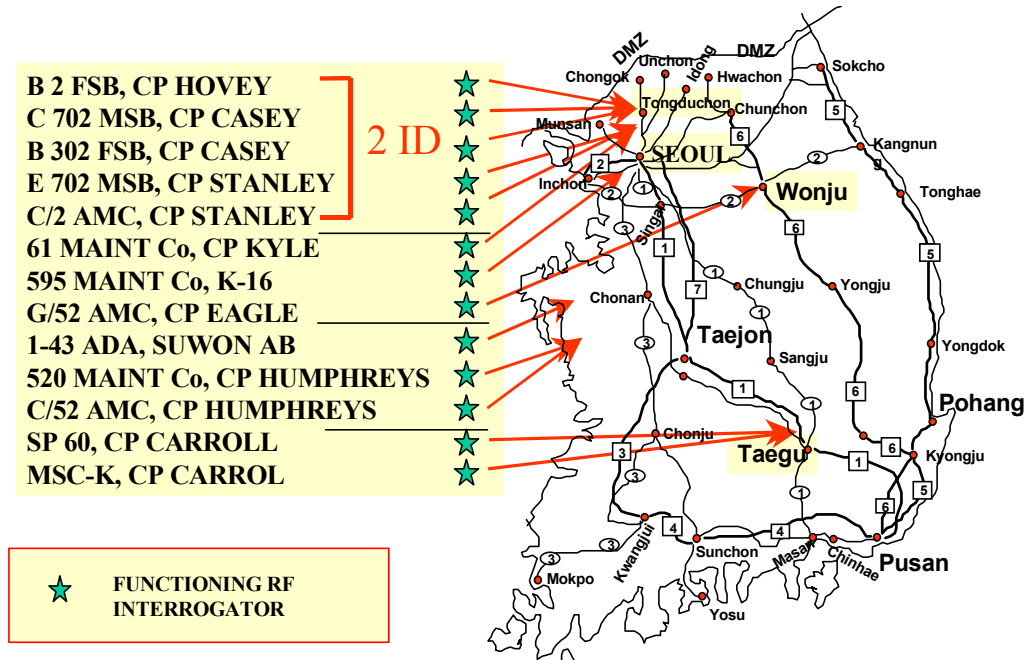 B 2 FSB, CP HOVEY
C 702 MSB, CP CASEY
B 302 FSB, CP CASEY
E 702 MSB, CP STANLEY
C/2 AMC, CP STANLEY
2 ID
61 MAINT Co, CP KYLE
595 MAINT Co, K-16
G/52 AMC, CP EAGLE
1-43 ADA, SUWON AB
520 MAINT Co, CP HUMPHREYS
C/52 AMC, CP HUMPHREYS
SP 60, CP CARROLL
MSC-K, CP CARROL
FUNCTIONING RF
INTERROGATOR
DMZ
DMZ
Unchon
Idong
Chongok
Hwachon
Sokcho
Tongduchon
Chunchon
5
Munsan
6
Kangnun
g
SEOUL
2
2
Inchon
1
2
2
Wonju
Tonghae
Singal
6
1
5
7
1
Chonan
Chungju
Yongju
3
1
Taejon
Sangju
Yongdok
1
6
1
Pohang
Chonju
3
3
Taegu
1
6
Kyongju
3
1
5
6
4
4
Kwangjui
3
Sunchon
Masan
Chinhae
Pusan
Mokpo
Yosu